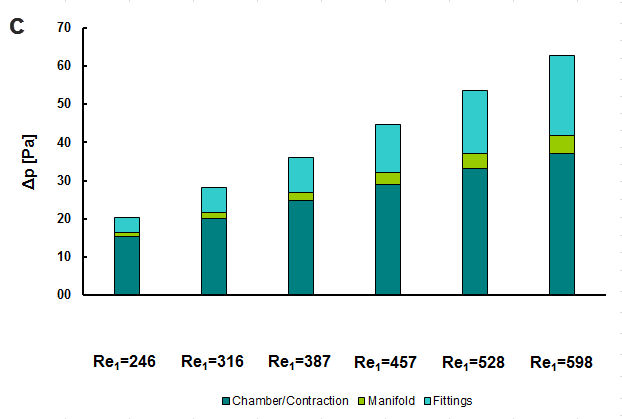 C
70
60
50
40
30
20
10
00
Δp [Pa]
Re1=246 Re1=316 Re1=387 Re1=457 Re1=528 Re1=598
Chamber/Contraction Manifold Fittings